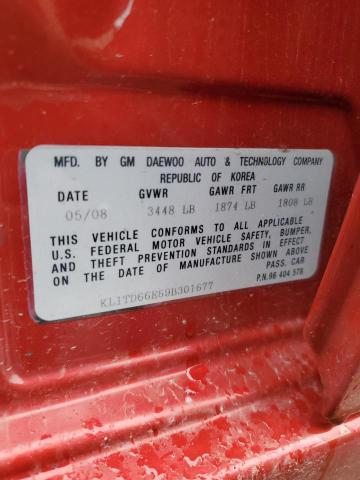 MFD. BY GM DAEWOO AUTO & TECHNOLOGY COMPANY
REPUBLIC OF KOREA
DATE GVWR GAWR FRT GAWR RR
05/08 3448 LB 1874 LB 1808 LB
THIS VEHICLE CONFORMS TO ALL APPLICABLE
U.S. FEDERAL MOTOR VEHICLE SAFETY, BUMPER,
AND THEFT PREVENTION STANDARDS IN EFFECT
ON THE DATE OF MANUFACTURE SHOWN ABOVE
PASS. CAR
KL1TD66E69B301677
P.N. 96 404 578